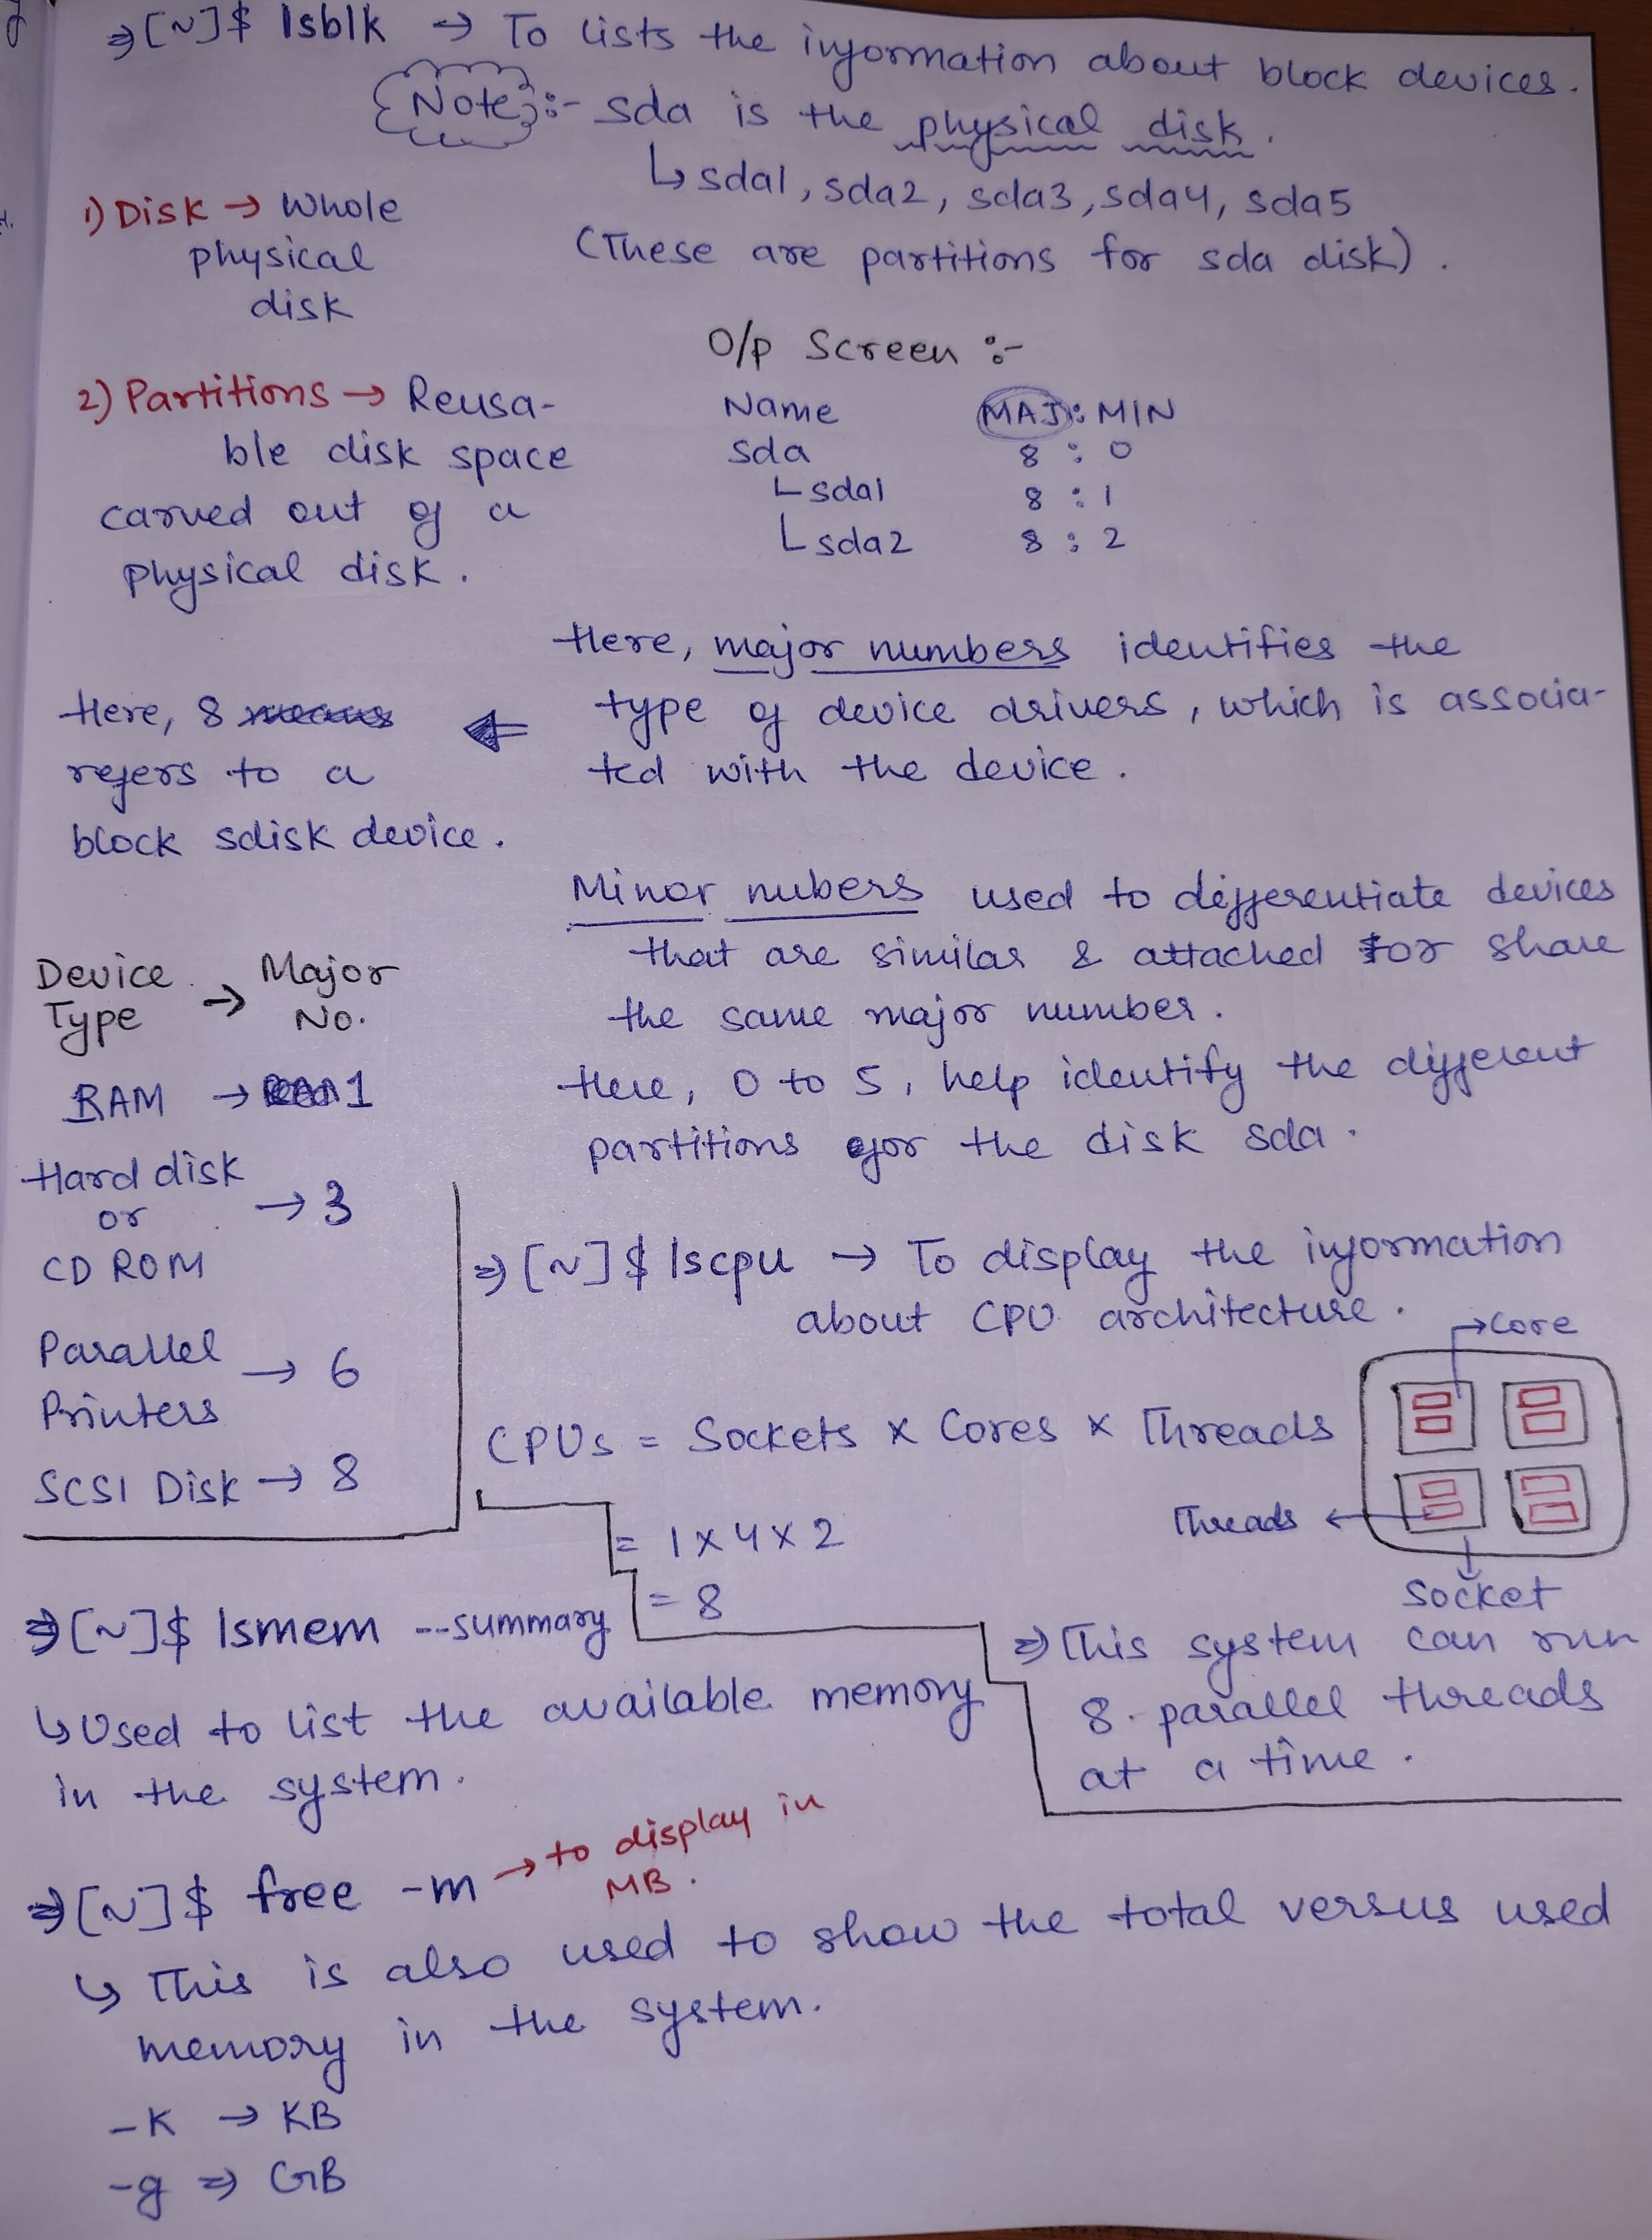 ⇒[~]$ lsblk → To lists the information about block devices.
Note:- sda is the physical disk.
↳ sda1, sda2, sda3, sda4, sda5
(These are partitions for sda disk).
1) Disk → Whole
physical
disk
2) Partitions → Reusa-
ble disk space
carved out of a
physical disk.
O/p Screen :-
Name MAJ:MIN
sda 8 : 0
└ sda1 8 : 1
└ sda2 8 : 2
Here, major numbers identifies the
type of device drivers, which is associa-
ted with the device.
Here, 8 means
refers to a
block sdisk device.
Minor nubers used to differentiate devices
that are similar & attached for share
the same major number.
Here, 0 to 5, help identify the different
partitions for the disk sda.
Device Type → Major No.
RAM → 1
Hard disk
or → 3
CD ROM
Parallel → 6
Printers
SCSI Disk → 8
⇒[~]$ lscpu → To display the information
about CPU architecture.
→ Core
CPUs = Sockets x Cores x Threads
= 1 x 4 x 2
= 8
Threads ←
↓
Socket
⇒ This system can run
8 parallel threads
at a time.
⇒[~]$ lsmem --summary
↳ Used to list the available memory
in the system.
⇒[~]$ free -m → to display in
MB.
↳ This is also used to show the total versus used
memory in the system.
-K → KB
-g ⇒ GB